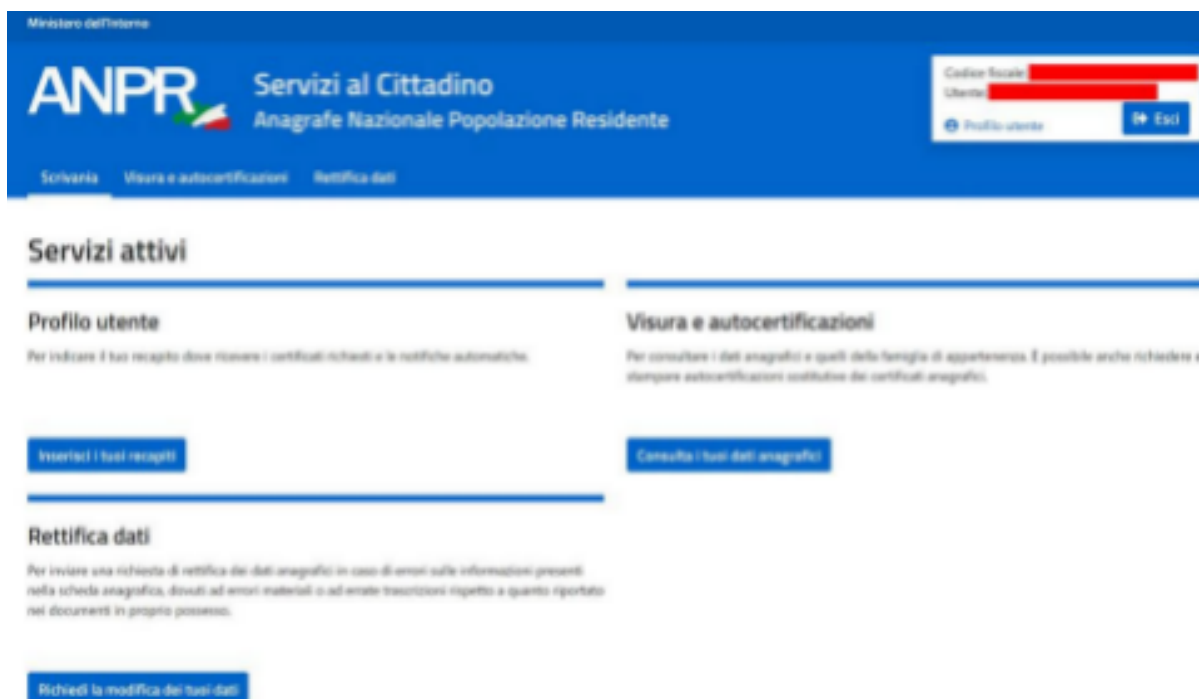 Ministero dell'Interno
ANPR
Servizi al Cittadino
Anagrafe Nazionale Popolazione Residente
Codice fiscale:
Utente:
Profilo utente
Esci
Scrivania Visura e autocertificazioni Rettifica dati
Servizi attivi
Profilo utente
Per indicare il tuo recapito dove ricevere i certificati richiesti e le notifiche automatiche.
Inserisci i tuoi recapiti
Visura e autocertificazioni
Per consultare i dati anagrafici e quelli della famiglia di appartenenza. È possibile anche richiedere e
stampare autocertificazioni sostitutive dei certificati anagrafici.
Consulta i tuoi dati anagrafici
Rettifica dati
Per inviare una richiesta di rettifica dei dati anagrafici in caso di errori sulle informazioni presenti
nella scheda anagrafica, dovuti ad errori materiali o ad errate trascrizioni rispetto a quanto riportato
nei documenti in proprio possesso.
Richiedi la modifica dei tuoi dati